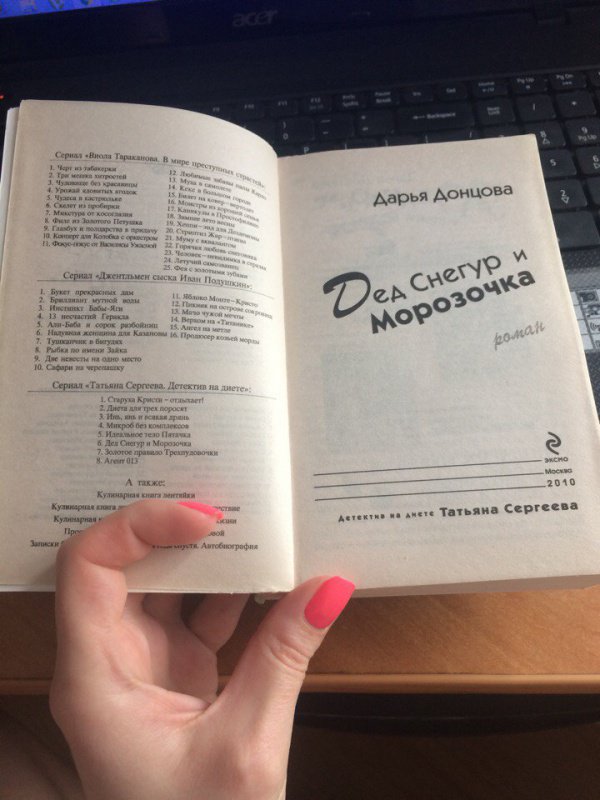 acer
Сериал «Виола Тараканова. В мире преступных страстей»:
1. Черт из табакерки
2. Три мешка хитростей
3. Чудовище без красавицы
4. Урожай ядовитых ягодок
5. Чудеса в кастрюльке
6. Скелет из пробирки
7. Микстура от косоглазия
8. Филе из Золотого Петушка
9. Главбух и полцарства в придачу
10. Концерт для Колобка с оркестром
11. Фокус-покус от Василисы Ужасной
12. Любимые забавы папы Карло
13. Муха в самолете
14. Кекс в большом городе
15. Билет на ковер-вертолет
16. Монстры из хорошей семьи
17. Каникулы в Простофилино
18. Зимнее лето весны
19. Хеппи-энд для Дездемоны
20. Стриптиз Жар-птицы
21. Муму с аквалангом
22. Горячая любовь снеговика
23. Человек-невидимка в стразах
24. Летучий самозванец
25. Фея с золотыми зубами
Сериал «Джентльмен сыска Иван Подушкин»:
1. Букет прекрасных дам
2. Бриллиант мутной воды
3. Инстинкт Бабы-Яги
4. 13 несчастий Геракла
5. Али-Баба и сорок разбойниц
6. Надувная женщина для Казановы
7. Тушканчик в бигудях
8. Рыбка по имени Зайка
9. Две невесты на одно место
10. Сафари на черепашку
11. Яблоко Монте-Кристо
12. Пикник на острове сокровищ
13. Мачо чужой мечты
14. Верхом на «Титанике»
15. Ангел на метле
16. Продюсер козьей морды
Сериал «Татьяна Сергеева. Детектив на диете»:
1. Старуха Кристи – отдыхает!
2. Диета для трех поросят
3. Инь, янь и всякая дрянь
4. Микроб без комплексов
5. Идеальное тело Пятачка
6. Дед Снегур и Морозочка
7. Золотое правило Трехпудовочки
8. Агент 013
А также:
Кулинарная книга лентяйки
Кулинарная книга
Кулинарная
Записки
Автобиография
Дарья Донцова
Дед Снегур и
Морозочка
роман
ЭКСМО
Москва
2010
Детектив на диете Татьяна Сергеева